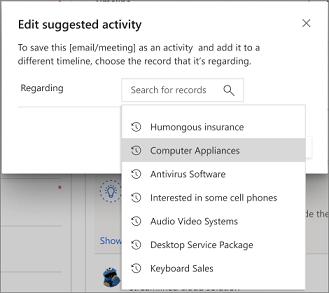 Edit suggested activity
To save this [email/meeting] as an activity and add it to a
different timeline, choose the record that it's regarding.
Regarding
Search for records
Humongous insurance
Computer Appliances
Antivirus Software
Interested in some cell phones
Audio Video Systems
Desktop Service Package
Keyboard Sales
de the
Show